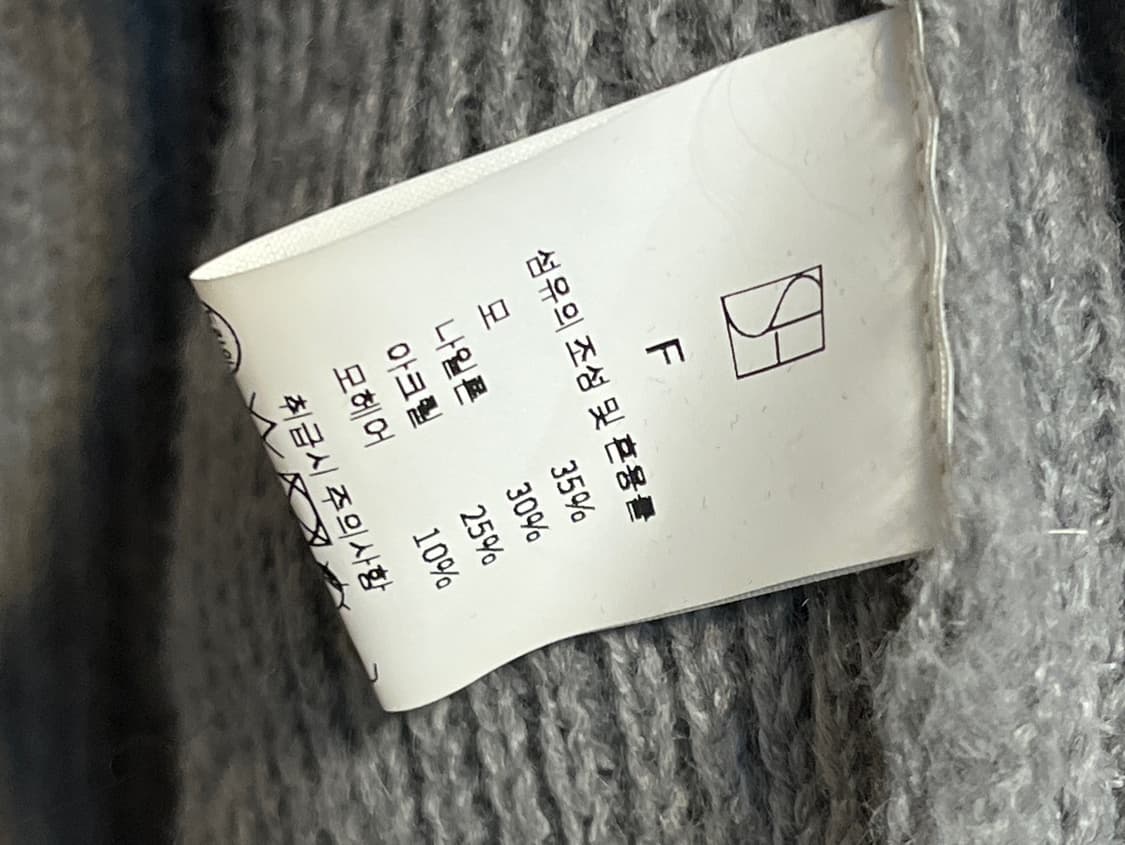 F
섬유의 조성 및 혼용률
모 35%
나일론 30%
아크릴 25%
모헤어 10%
취급시 주의사항